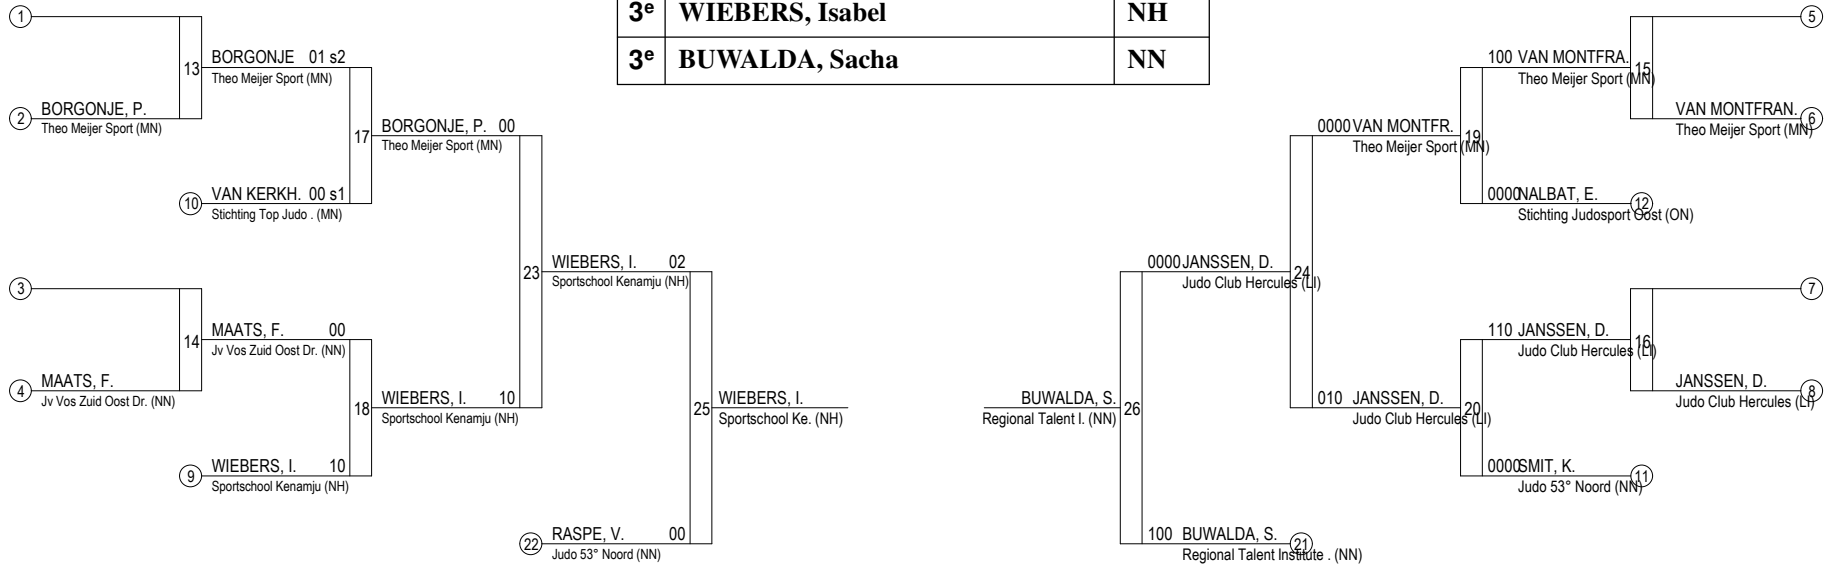 3e WIEBERS, Isabel NH
3e BUWALDA, Sacha NN
1
13
BORGONJE 01 s2
Theo Meijer Sport (MN)
2
BORGONJE, P.
Theo Meijer Sport (MN)
17
BORGONJE, P. 00
Theo Meijer Sport (MN)
10
VAN KERKH. 00 s1
Stichting Top Judo . (MN)
23
WIEBERS, I. 02
Sportschool Kenamju (NH)
3
14
MAATS, F. 00
Jv Vos Zuid Oost Dr. (NN)
4
MAATS, F.
Jv Vos Zuid Oost Dr. (NN)
18
WIEBERS, I. 10
Sportschool Kenamju (NH)
9
WIEBERS, I. 10
Sportschool Kenamju (NH)
25
WIEBERS, I.
Sportschool Ke. (NH)
22
RASPE, V. 00
Judo 53° Noord (NN)
5
100 VAN MONTFRA.
Theo Meijer Sport (MN)
15
VAN MONTFRAN.
Theo Meijer Sport (MN)
6
0000 VAN MONTFR.
Theo Meijer Sport (MN)
19
0000 NALBAT, E.
Stichting Judosport Oost (ON)
12
0000 JANSSEN, D.
Judo Club Hercules (LI)
24
7
110 JANSSEN, D.
Judo Club Hercules (LI)
16
JANSSEN, D.
Judo Club Hercules (LI)
8
BUWALDA, S.
Regional Talent I. (NN)
26
010 JANSSEN, D.
Judo Club Hercules (LI)
20
0000 SMIT, K.
Judo 53° Noord (NN)
11
100 BUWALDA, S.
Regional Talent Institute . (NN)
21